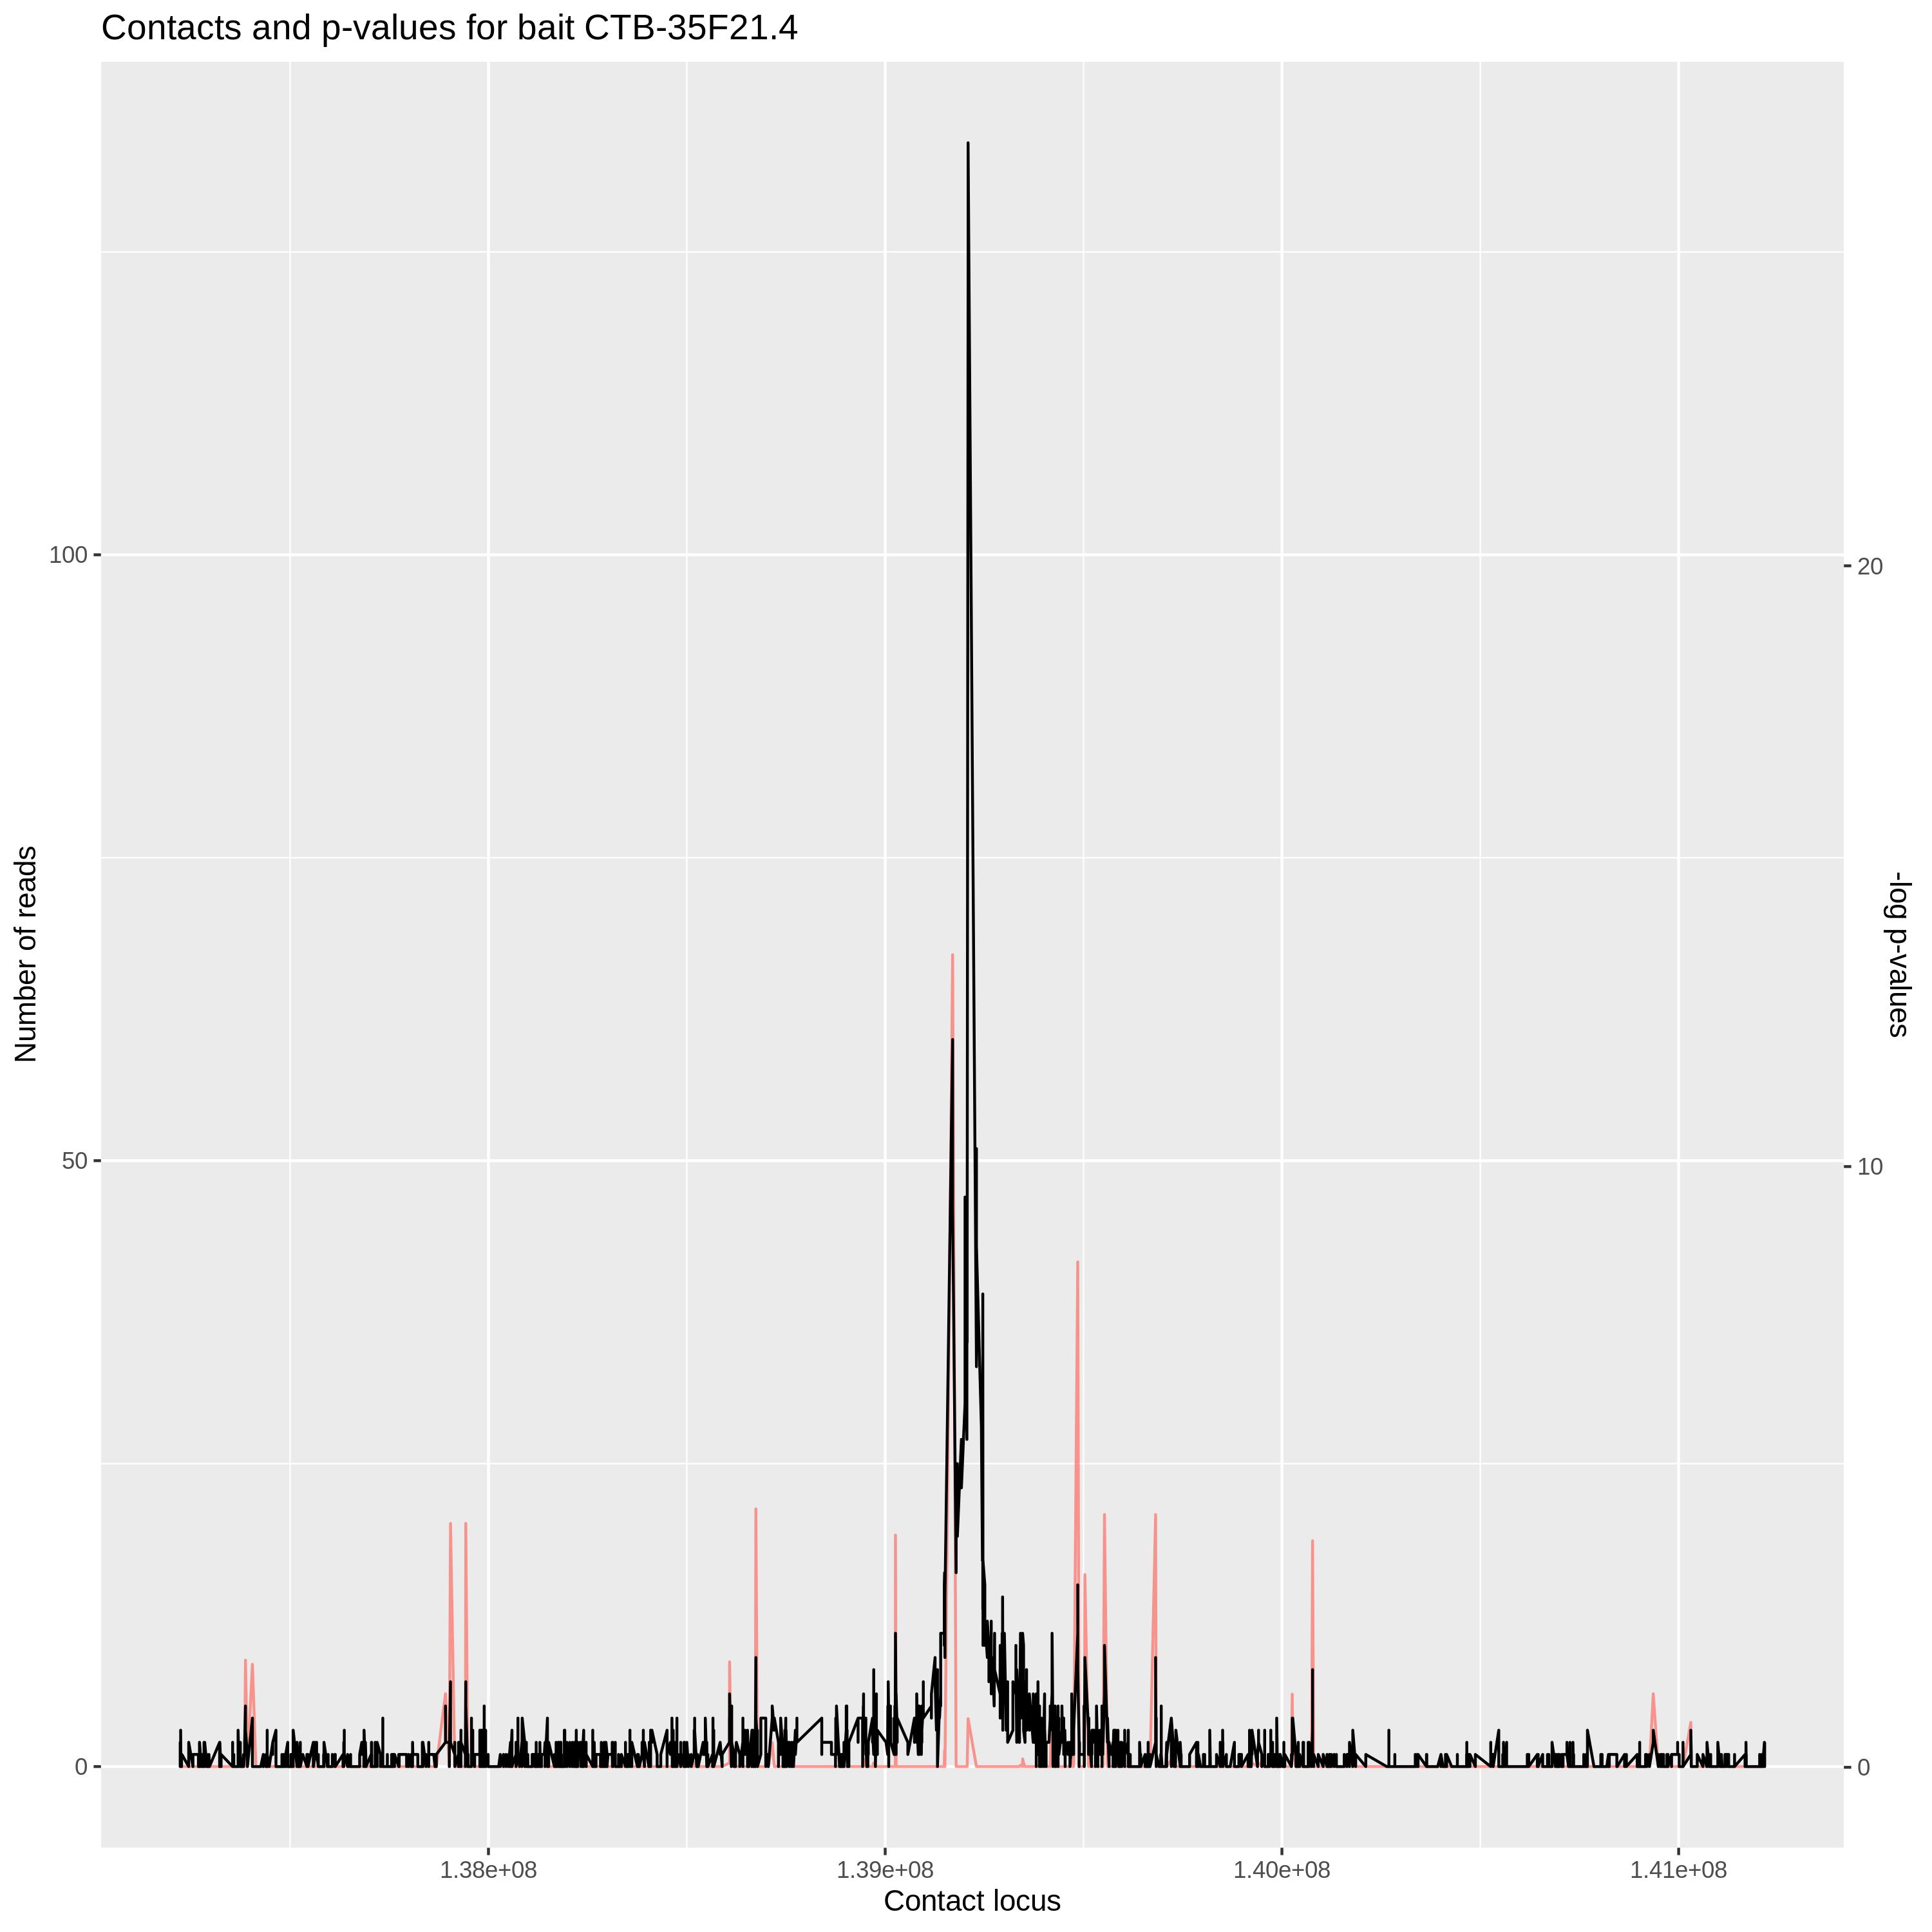 Contacts and p-values for bait CTB-35F21.4
Number of reads
100
50
0
20
10
0
-log p-values
1.38e+08 1.39e+08 1.40e+08 1.41e+08
Contact locus